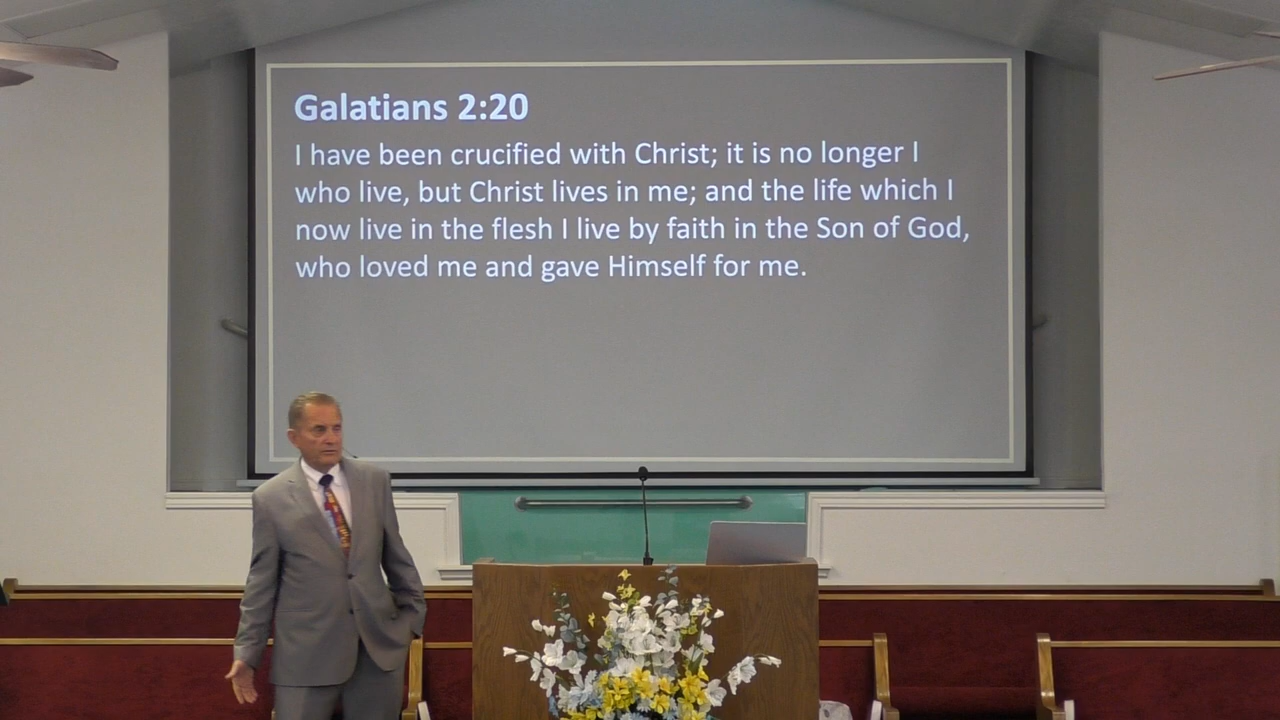 Galatians 2:20
I have been crucified with Christ; it is no longer I
who live, but Christ lives in me; and the life which I
now live in the flesh I live by faith in the Son of God,
who loved me and gave Himself for me.